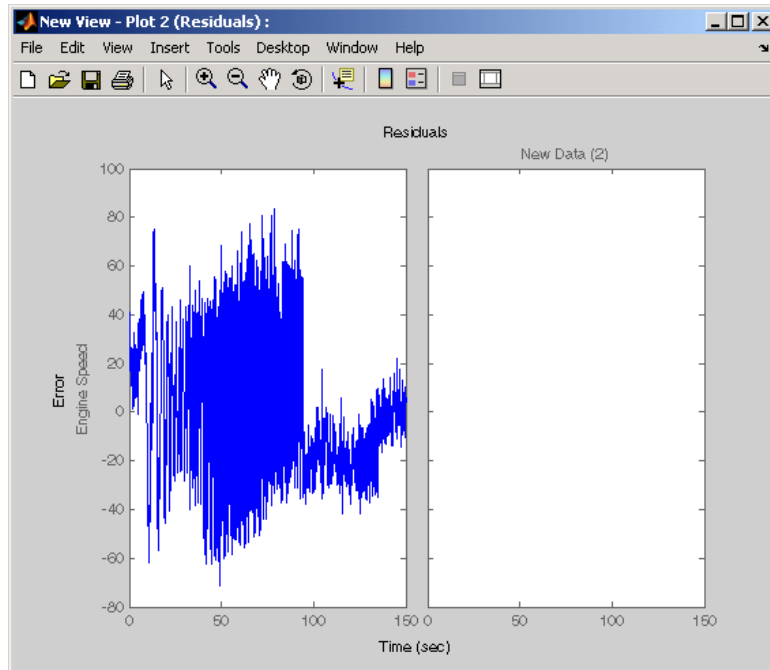 New View - Plot 2 (Residuals) :
File Edit View Insert Tools Desktop Window Help
Residuals
New Data (2)
100
80
60
40
20
0
-20
-40
-60
-80
Error
Engine Speed
0 50 100 150 0 50 100 150
Time (sec)